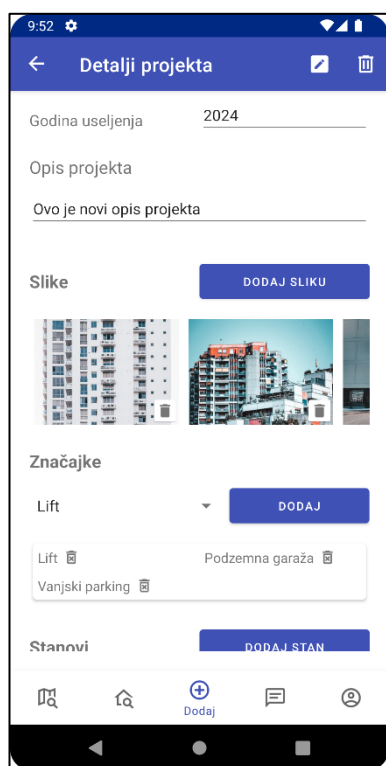 9:52
Detalji projekta
Godina useljenja 2024
Opis projekta
Ovo je novi opis projekta
Slike DODAJ SLIKU
Značajke
Lift DODAJ
Lift Podzemna garaža
Vanjski parking
Stanovi DODAJ STAN
Dodaj